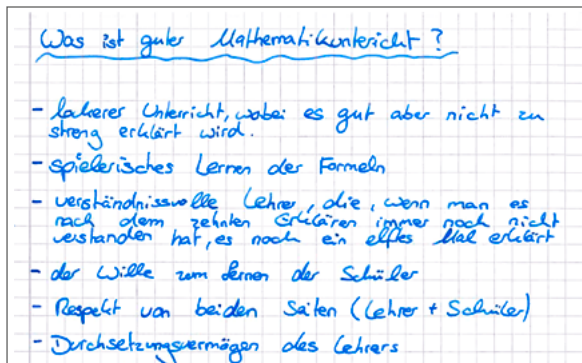 Was ist guter Mathematikunterricht?
- lockerer Unterricht, wobei es gut aber nicht zu
streng erklärt wird.
- spielerisches Lernen der Formeln
- verständnisvolle Lehrer, die, wenn man es
nach dem zehnten Erklären immer noch nicht
verstanden hat, es noch ein elftes Mal erklärt
- der Wille zum Lernen der Schüler
- Respekt von beiden Seiten (Lehrer + Schüler)
- Durchsetzungsvermögen des Lehrers